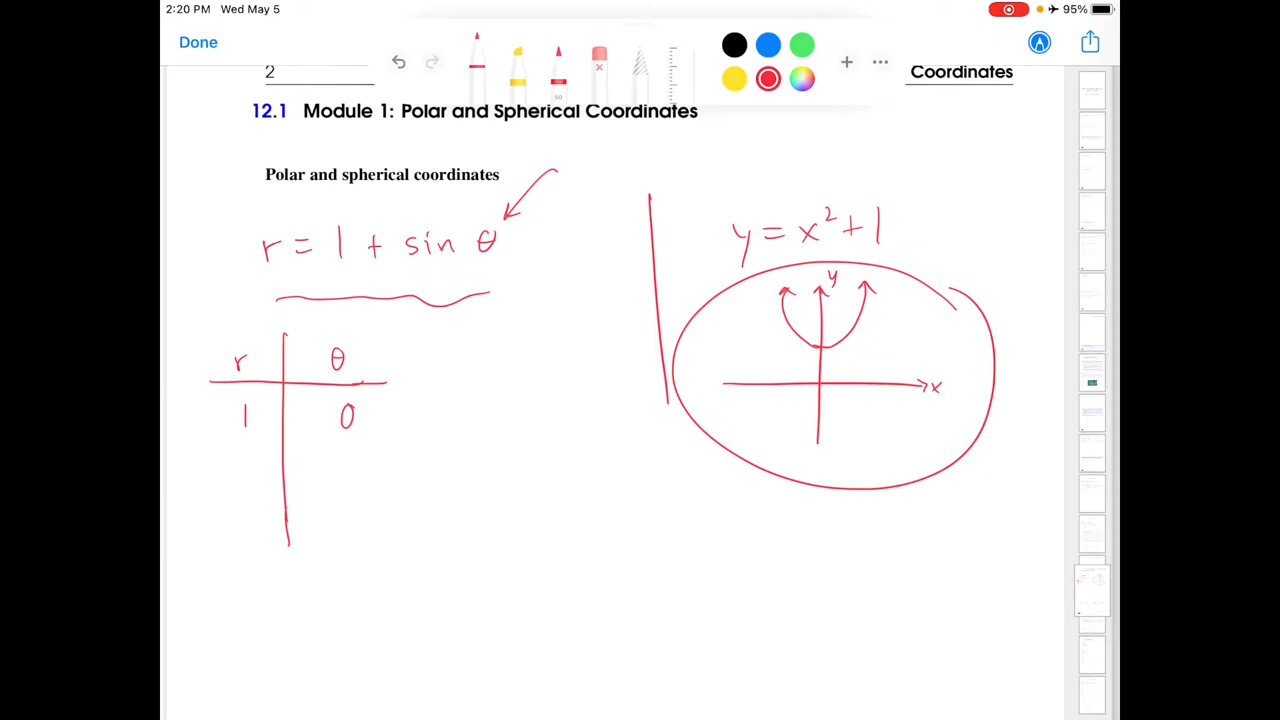 2:20 PM Wed May 5
95%
Done
2
Coordinates
12.1 Module 1: Polar and Spherical Coordinates
Polar and spherical coordinates
r = 1 + sin θ
y = x² + 1
y
x
r θ
1 0